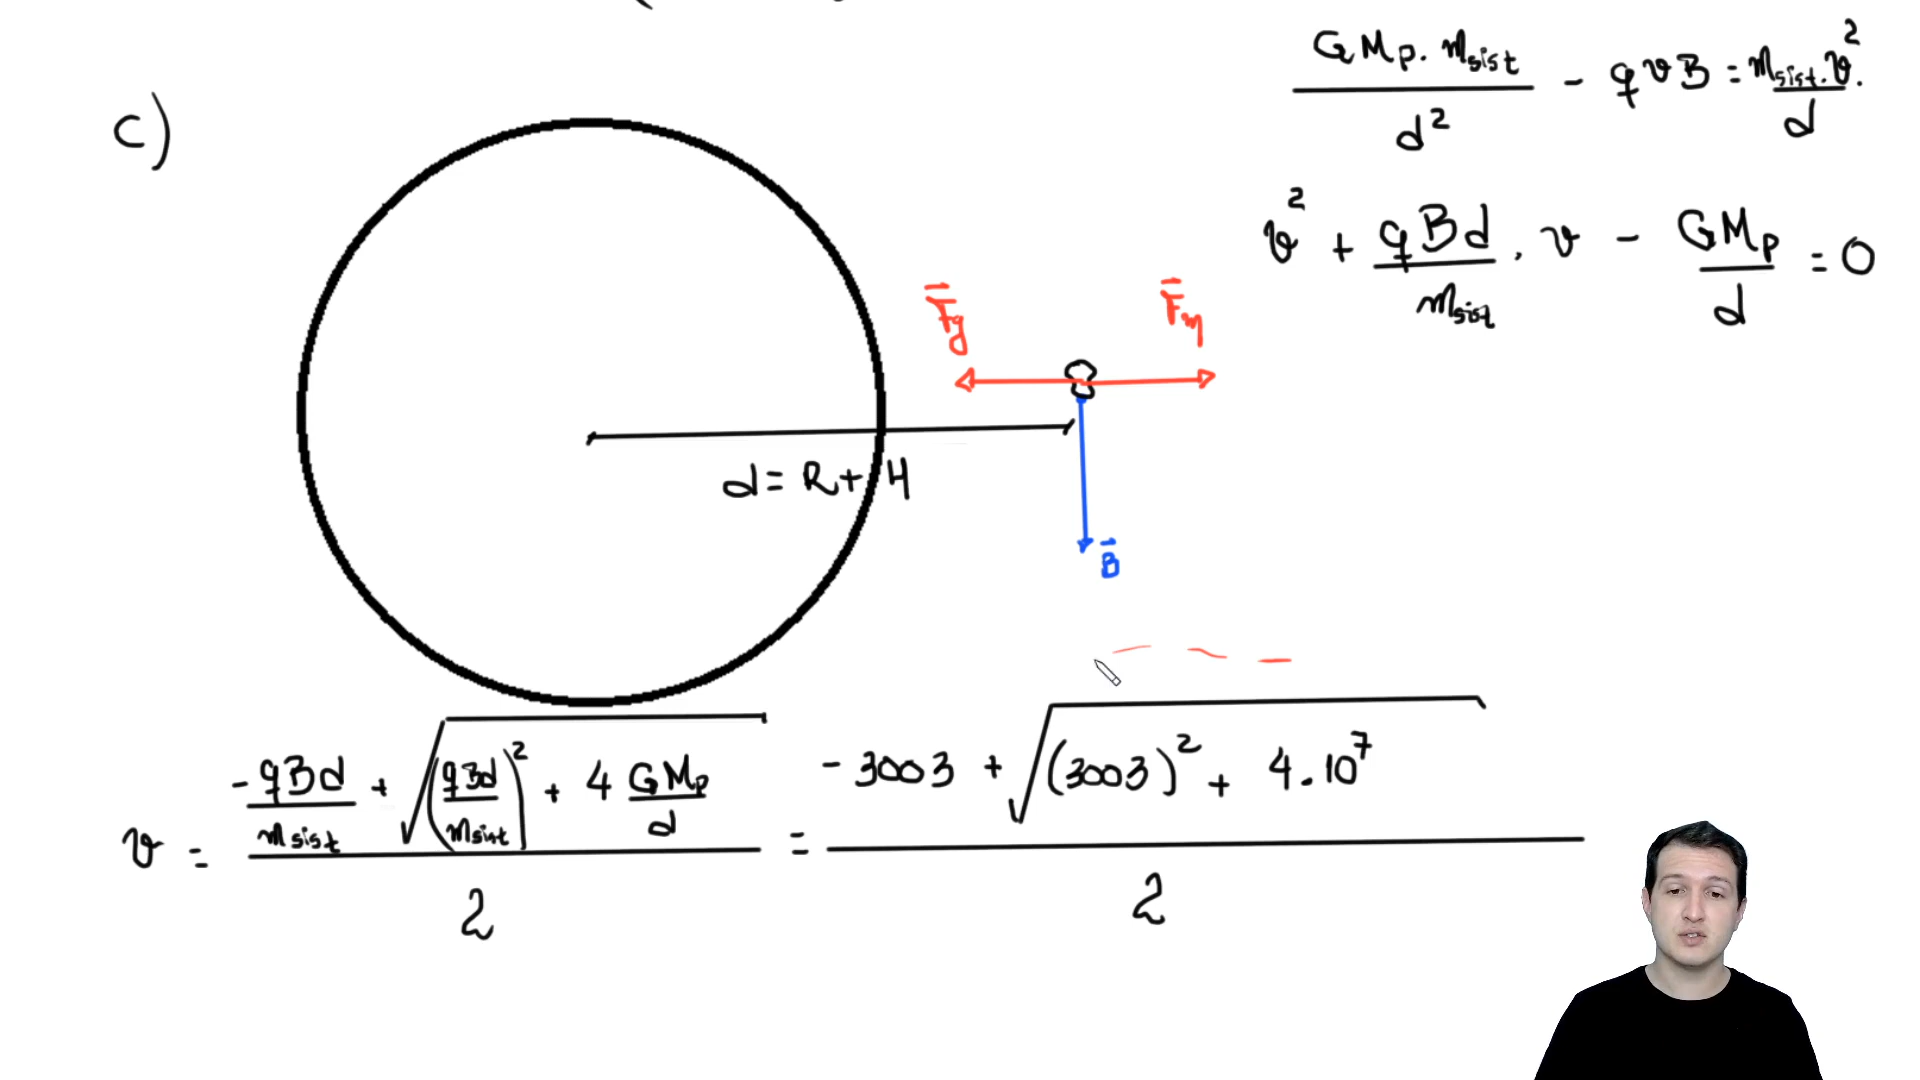 c)
GMp. msist / d² - qvB = msist. v². / d
v² + qBd / msist . v - GMp / d = 0
Fg
Fm
d = R + H
B
v = -qBd / msist + √(qBd / msist)² + 4 GMp / d / 2 = -3003 + √(3003)² + 4.10⁷ / 2